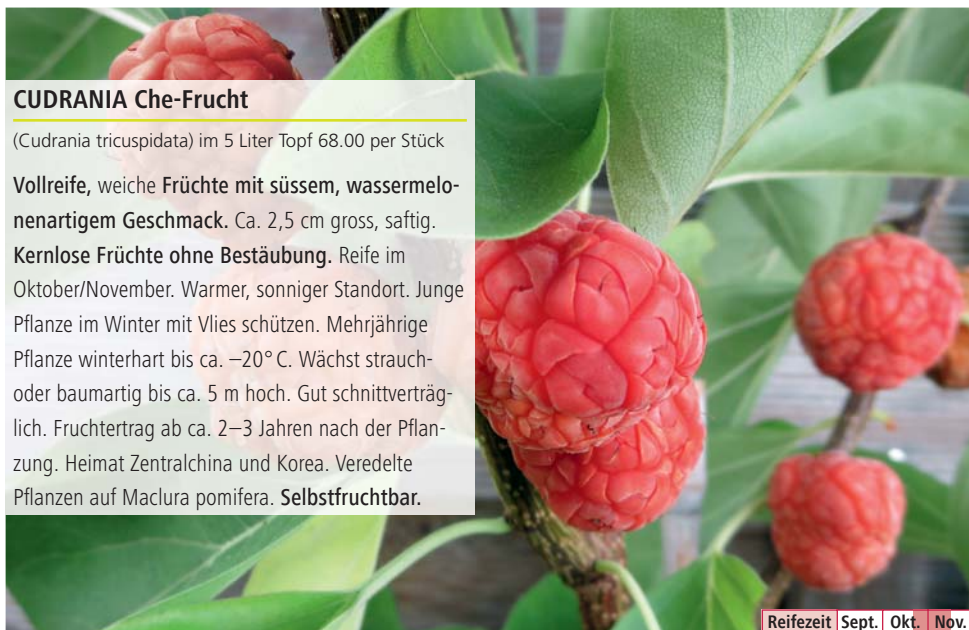 CUDRANIA Che-Frucht
(Cudrania tricuspidata) im 5 Liter Topf 68.00 per Stück
Vollreife, weiche Früchte mit süssem, wassermelo-
nenartigem Geschmack. Ca. 2,5 cm gross, saftig.
Kernlose Früchte ohne Bestäubung. Reife im
Oktober/November. Warmer, sonniger Standort. Junge
Pflanze im Winter mit Vlies schützen. Mehrjährige
Pflanze winterhart bis ca. –20° C. Wächst strauch-
oder baumartig bis ca. 5 m hoch. Gut schnittverträg-
lich. Fruchtertrag ab ca. 2–3 Jahren nach der Pflan-
zung. Heimat Zentralchina und Korea. Veredelte
Pflanzen auf Maclura pomifera. Selbstfruchtbar.
Reifezeit Sept. Okt. Nov.